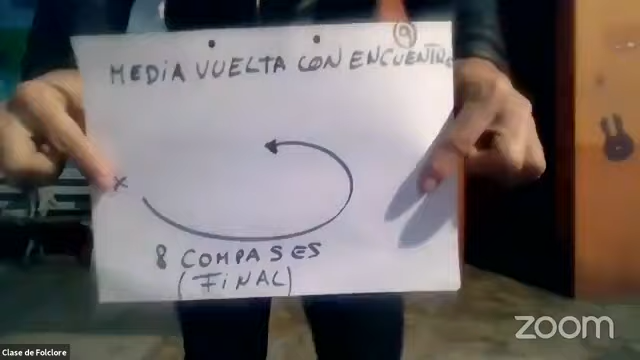 9
MEDIA VUELTA CON ENCUENTRO
x
8 COMPASES
(FINAL)
Clase de Folclore
zoom